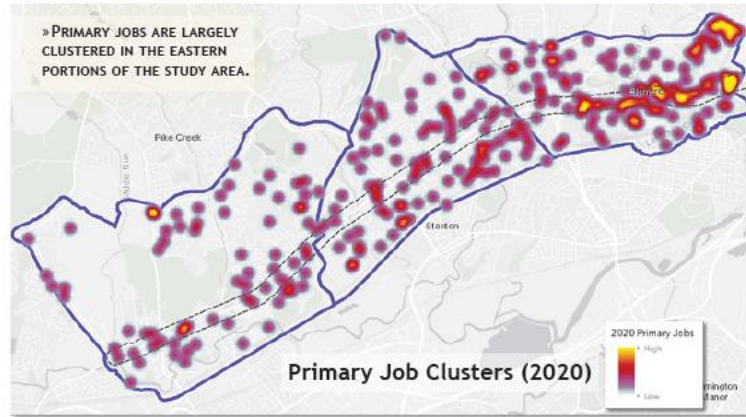 » PRIMARY JOBS ARE LARGELY
CLUSTERED IN THE EASTERN
PORTIONS OF THE STUDY AREA.
Pike Creek
Stanton
2020 Primary Jobs
High
Low
Primary Job Clusters (2020)
Manor